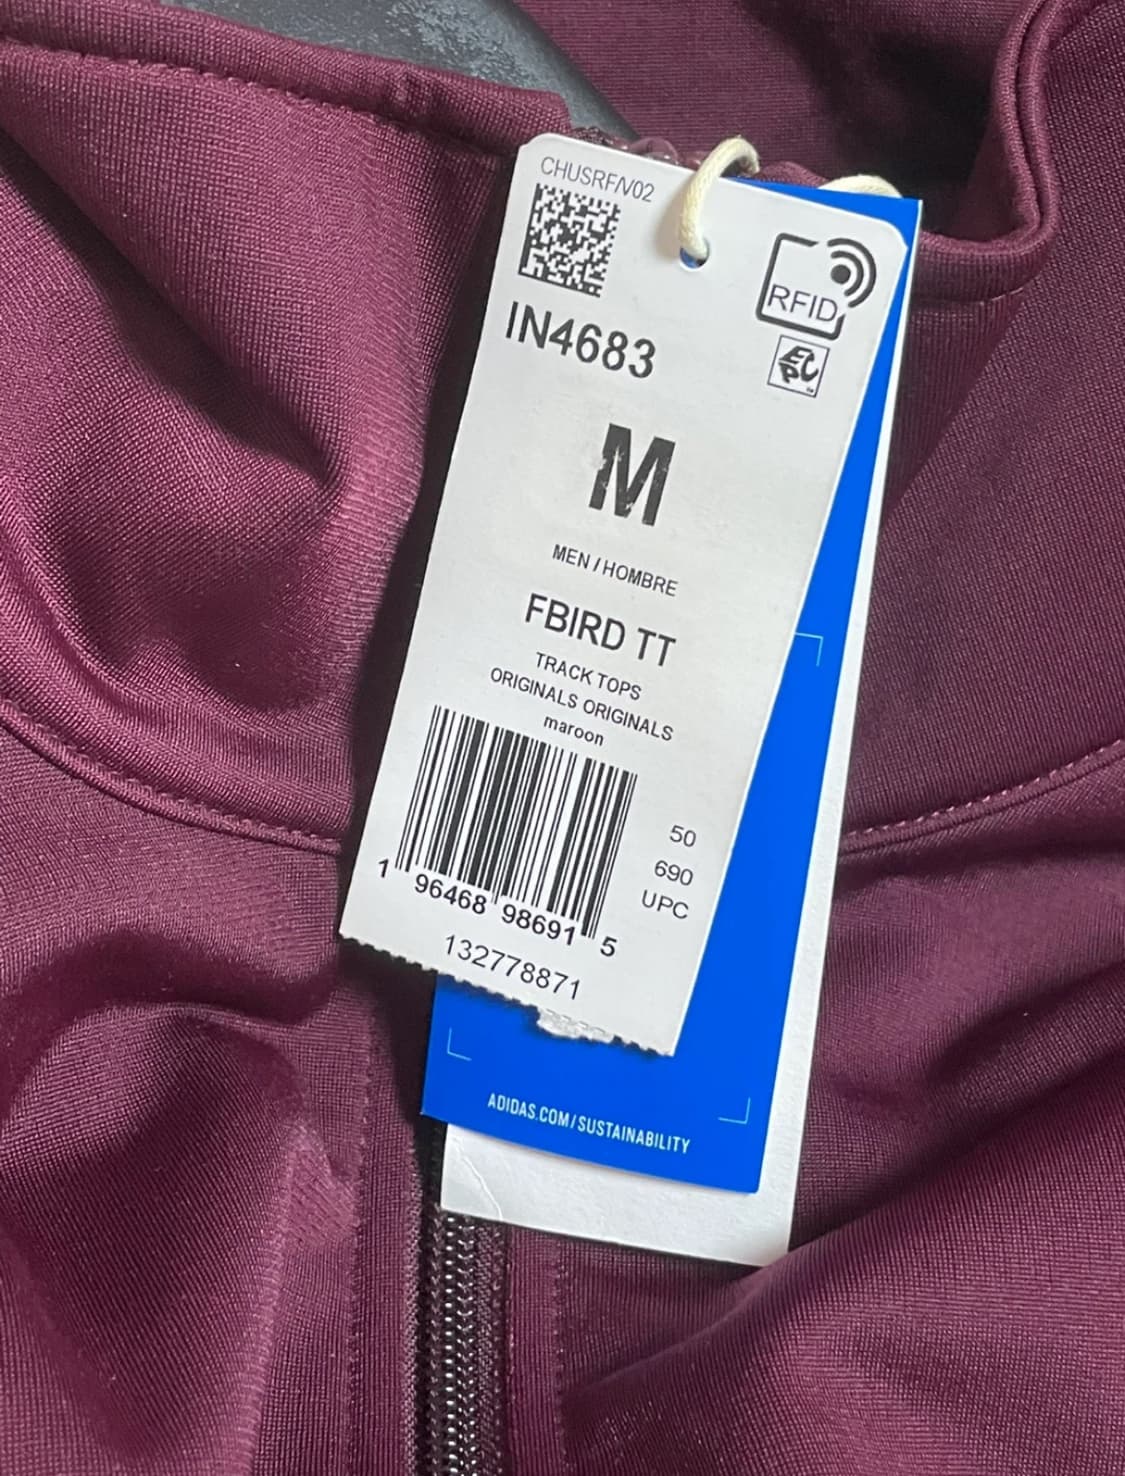 CHUSRF/V02
RFID
EPC
IN4683
M
MEN / HOMBRE
FBIRD TT
TRACK TOPS
ORIGINALS ORIGINALS
maroon
50
690
UPC
1 96468 98691 5
132778871
ADIDAS.COM/SUSTAINABILITY